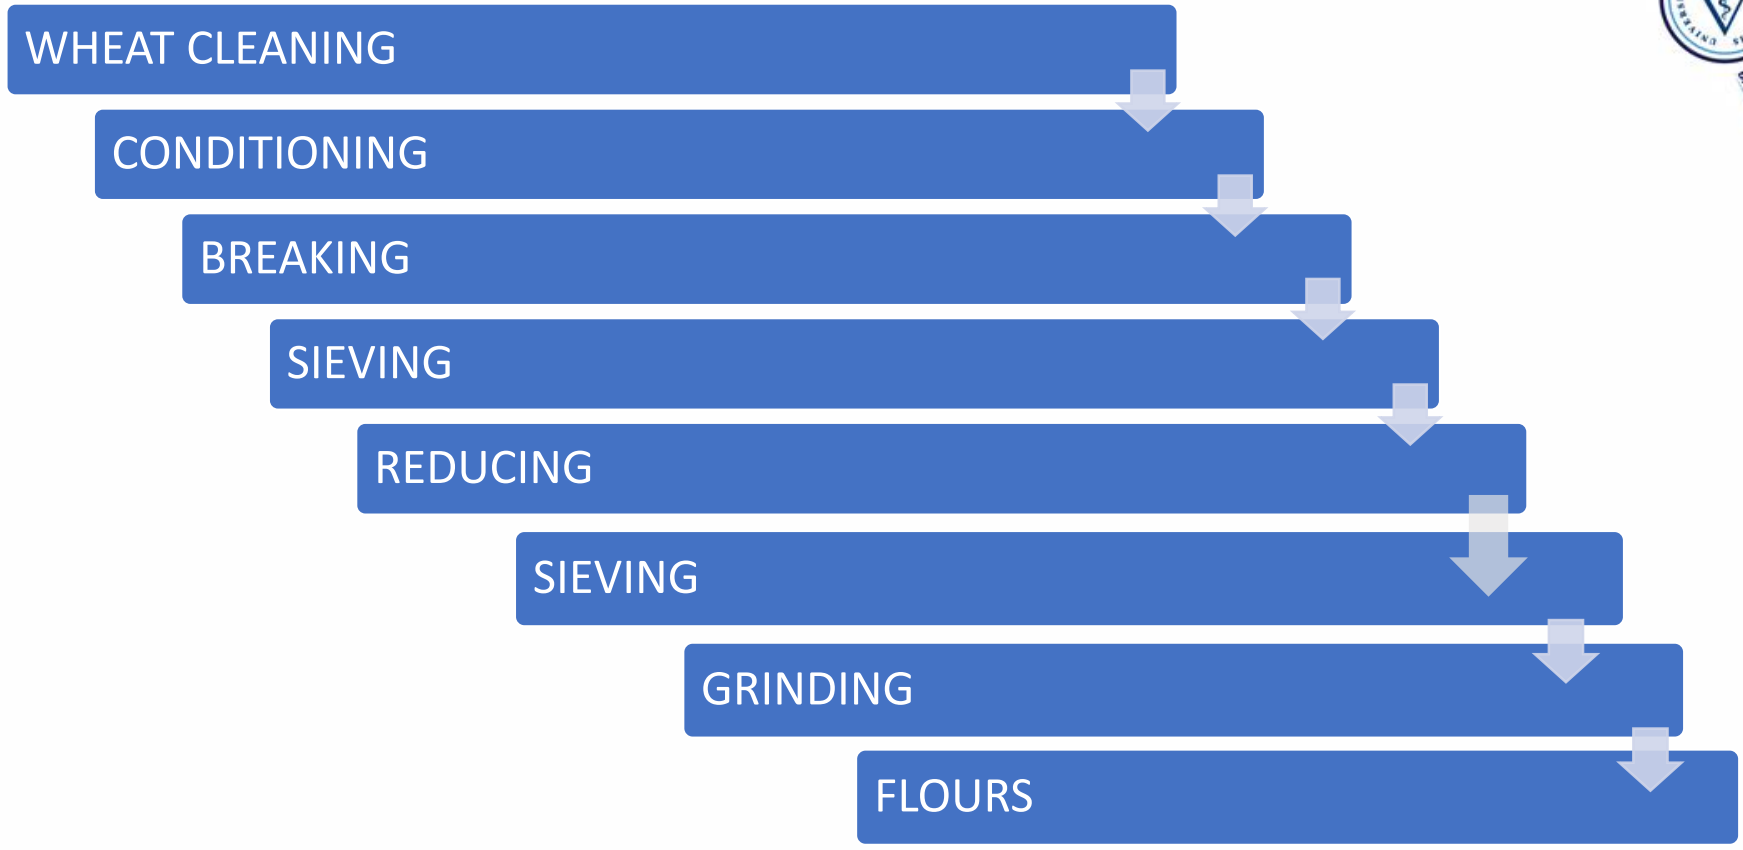 WHEAT CLEANING
CONDITIONING
BREAKING
SIEVING
REDUCING
SIEVING
GRINDING
FLOURS